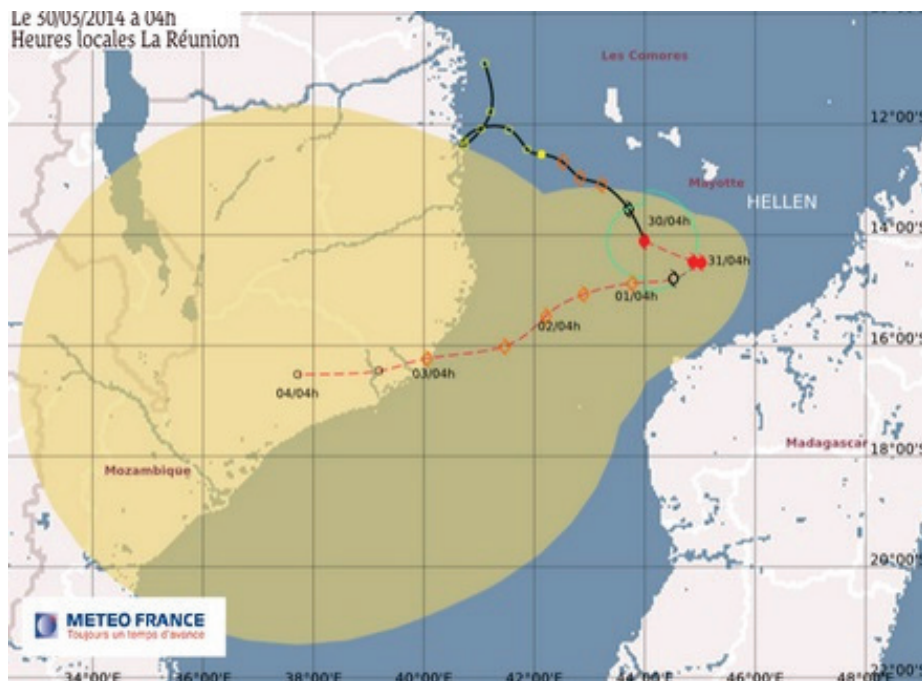 Le 30/03/2014 à 04h
Heures locales La Réunion
Les Comores
12°00'S
Mayotte
HELLEN
30/04h
14°00'S
31/04h
01/04h
02/04h
16°00'S
03/04h
04/04h
Madagascar
18°00'S
Mozambique
20°00'S
METEO FRANCE
Toujours un temps d'avance
22°00'S
34°00'E
36°00'E
38°00'E
40°00'E
42°00'E
44°00'E
46°00'E
48°00'E